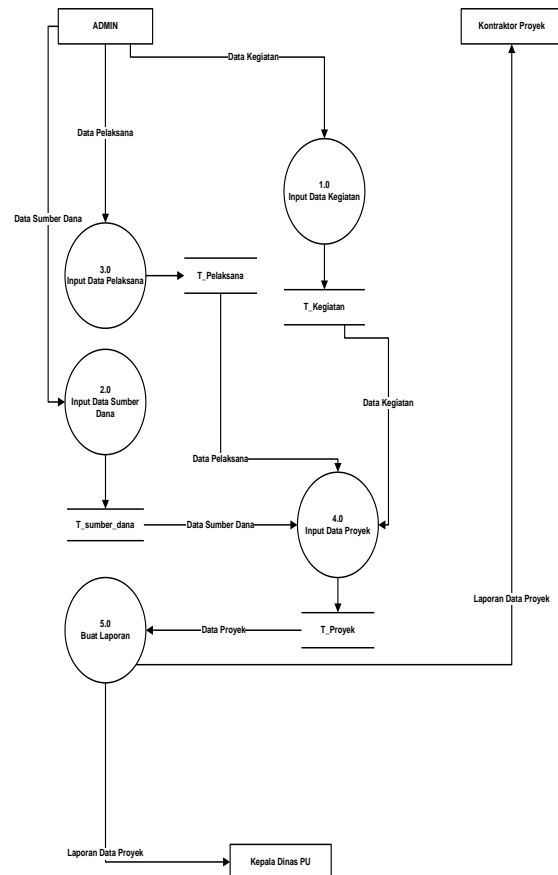 ADMIN
Kontraktor Proyek
Data Kegiatan
Data Pelaksana
1.0
Input Data Kegiatan
Data Sumber Dana
3.0
Input Data Pelaksana
T_Pelaksana
T_Kegiatan
2.0
Input Data Sumber
Dana
Data Kegiatan
Data Pelaksana
4.0
Input Data Proyek
T_sumber_dana
Data Sumber Dana
Laporan Data Proyek
5.0
Buat Laporan
Data Proyek
T_Proyek
Laporan Data Proyek
Kepala Dinas PU